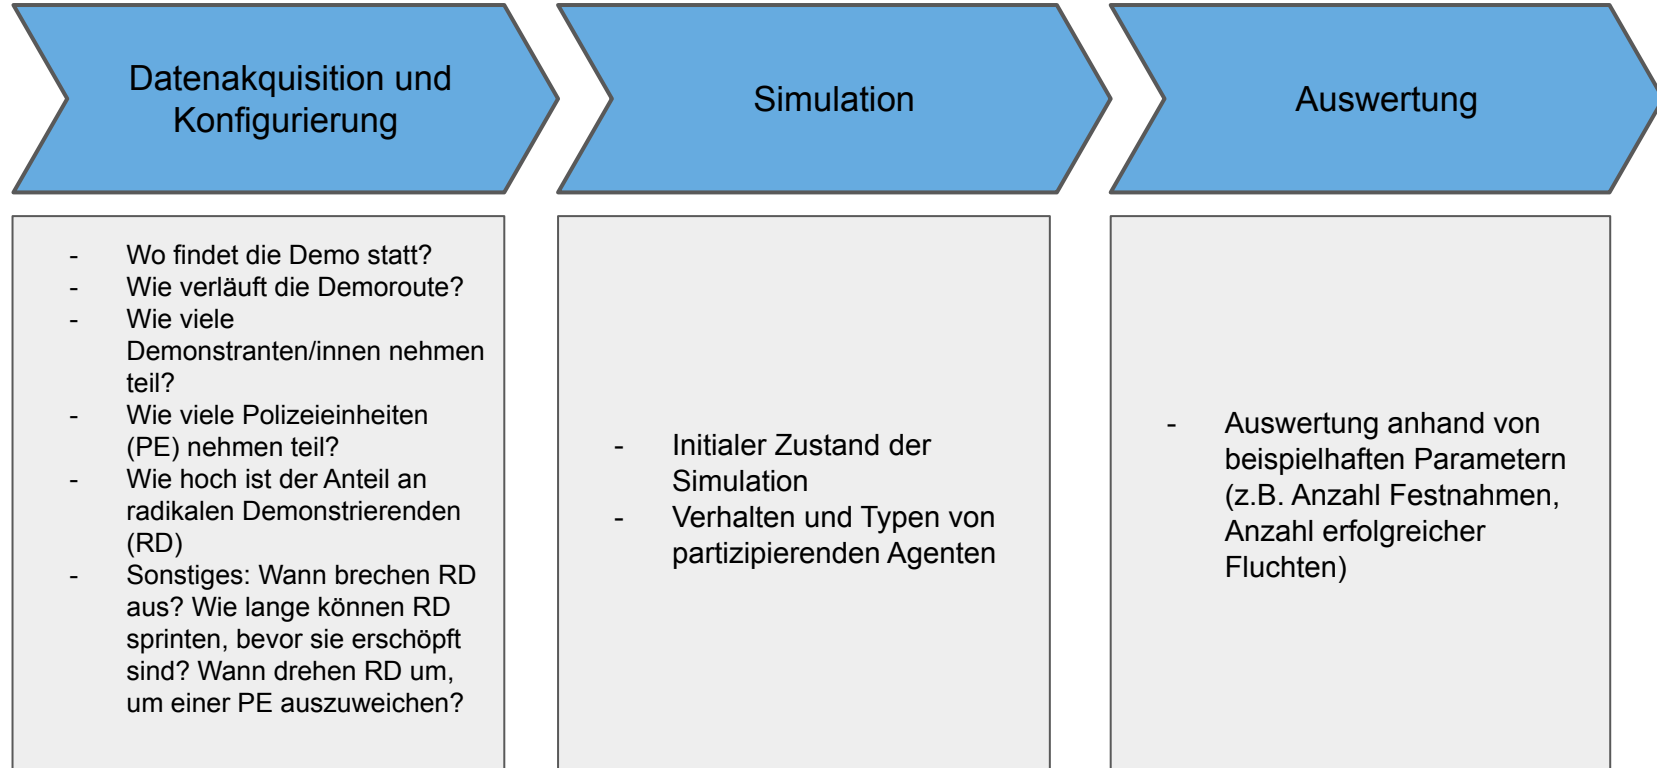 Datenakquisition und
Konfigurierung
Simulation
Auswertung
- Wo findet die Demo statt?
- Wie verläuft die Demoroute?
- Wie viele
Demonstranten/innen nehmen
teil?
- Wie viele Polizeieinheiten
(PE) nehmen teil?
- Wie hoch ist der Anteil an
radikalen Demonstrierenden
(RD)
- Sonstiges: Wann brechen RD
aus? Wie lange können RD
sprinten, bevor sie erschöpft
sind? Wann drehen RD um,
um einer PE auszuweichen?
- Initialer Zustand der
Simulation
- Verhalten und Typen von
partizipierenden Agenten
- Auswertung anhand von
beispielhaften Parametern
(z.B. Anzahl Festnahmen,
Anzahl erfolgreicher
Fluchten)